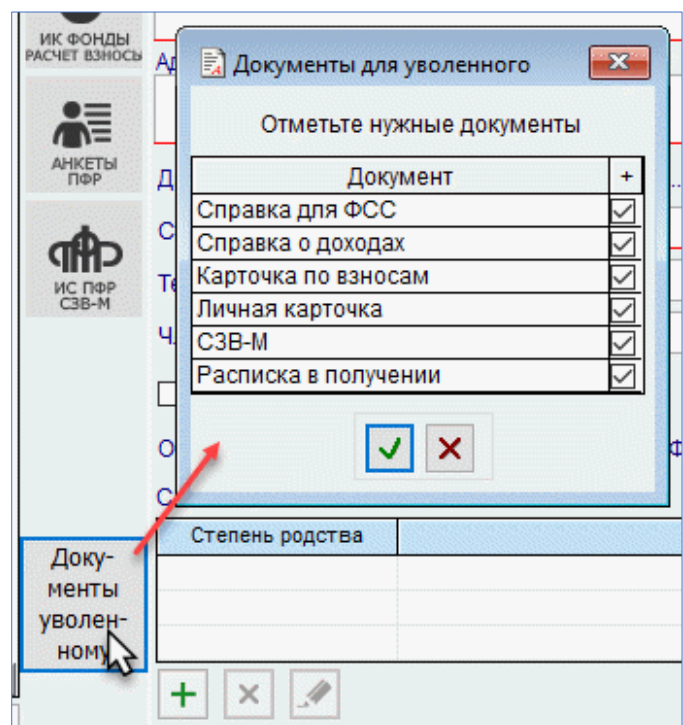 ИК ФОНДЫ
РАСЧЕТ ВЗНОСЫ
АНКЕТЫ
ПФР
ИС ПФР
СЗВ-М
Документы для уволенного
Отметьте нужные документы
Документ +
Справка для ФСС
Справка о доходах
Карточка по взносам
Личная карточка
СЗВ-М
Расписка в получении
Степень родства
Доку-
менты
уволен-
ному